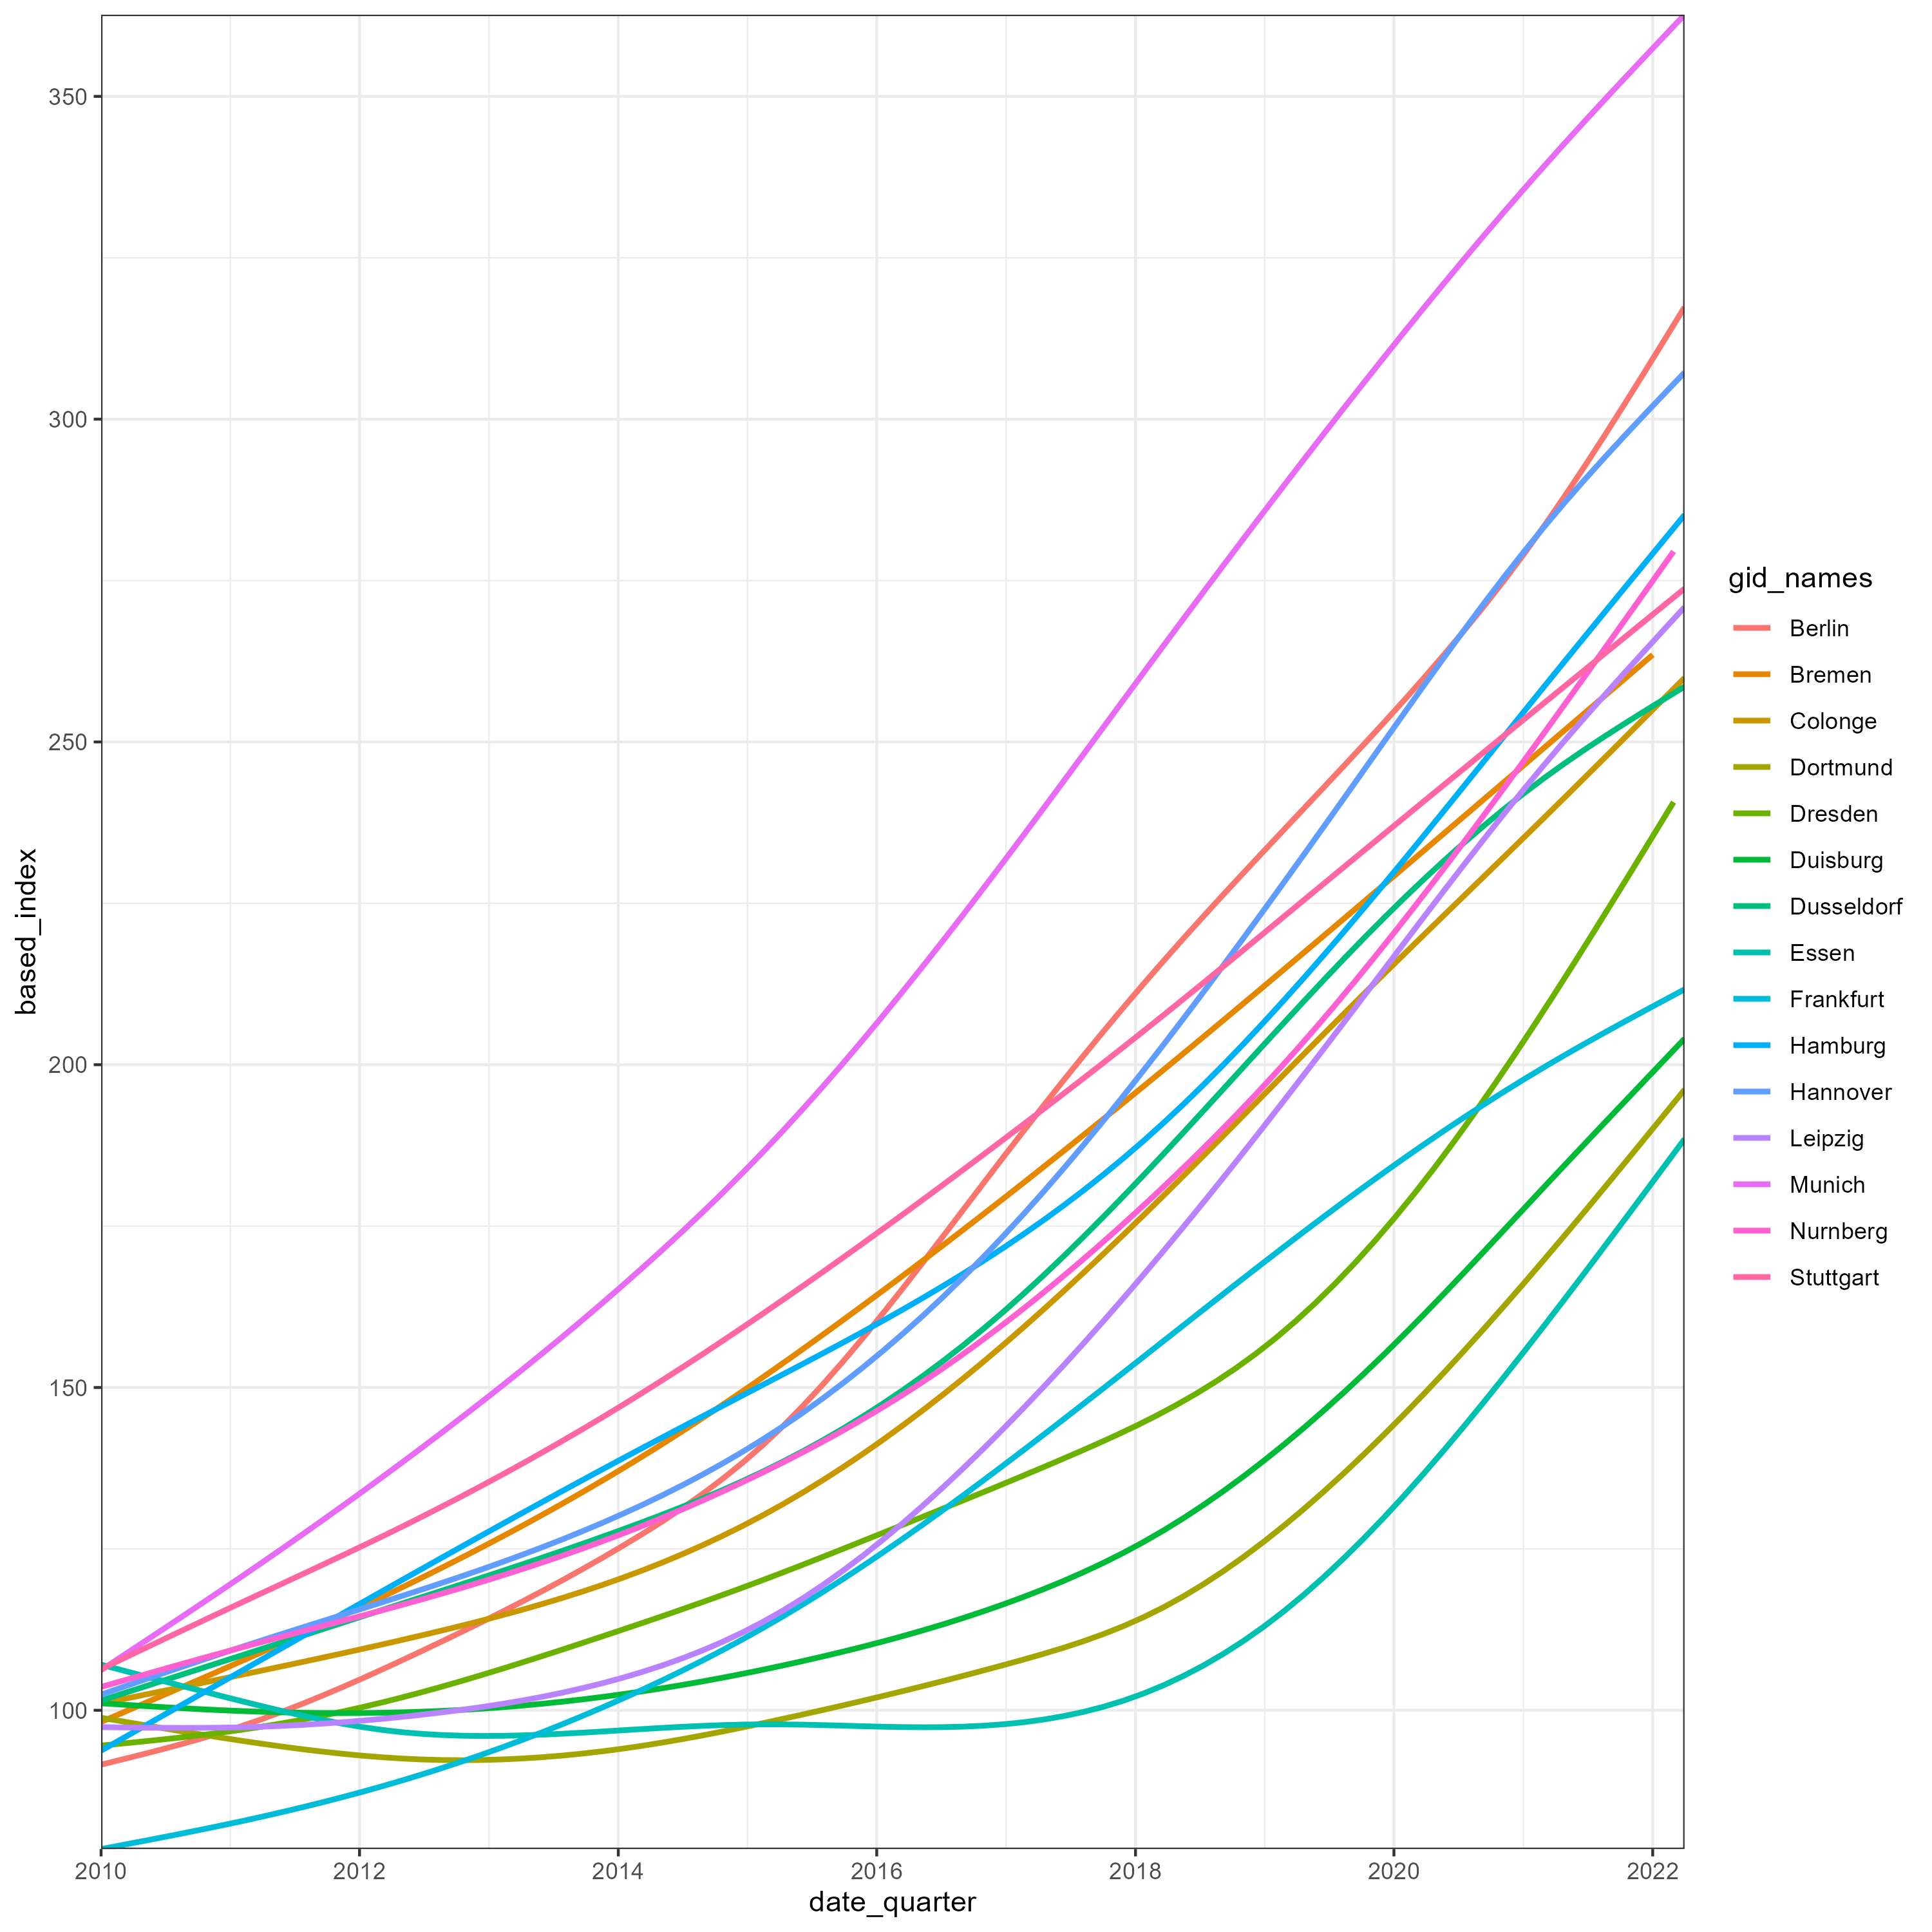 350
300
250
200
150
100
based_index
2010
2012
2014
2016
2018
2020
2022
date_quarter
gid_names
Berlin
Bremen
Colonge
Dortmund
Dresden
Duisburg
Dusseldorf
Essen
Frankfurt
Hamburg
Hannover
Leipzig
Munich
Nurnberg
Stuttgart